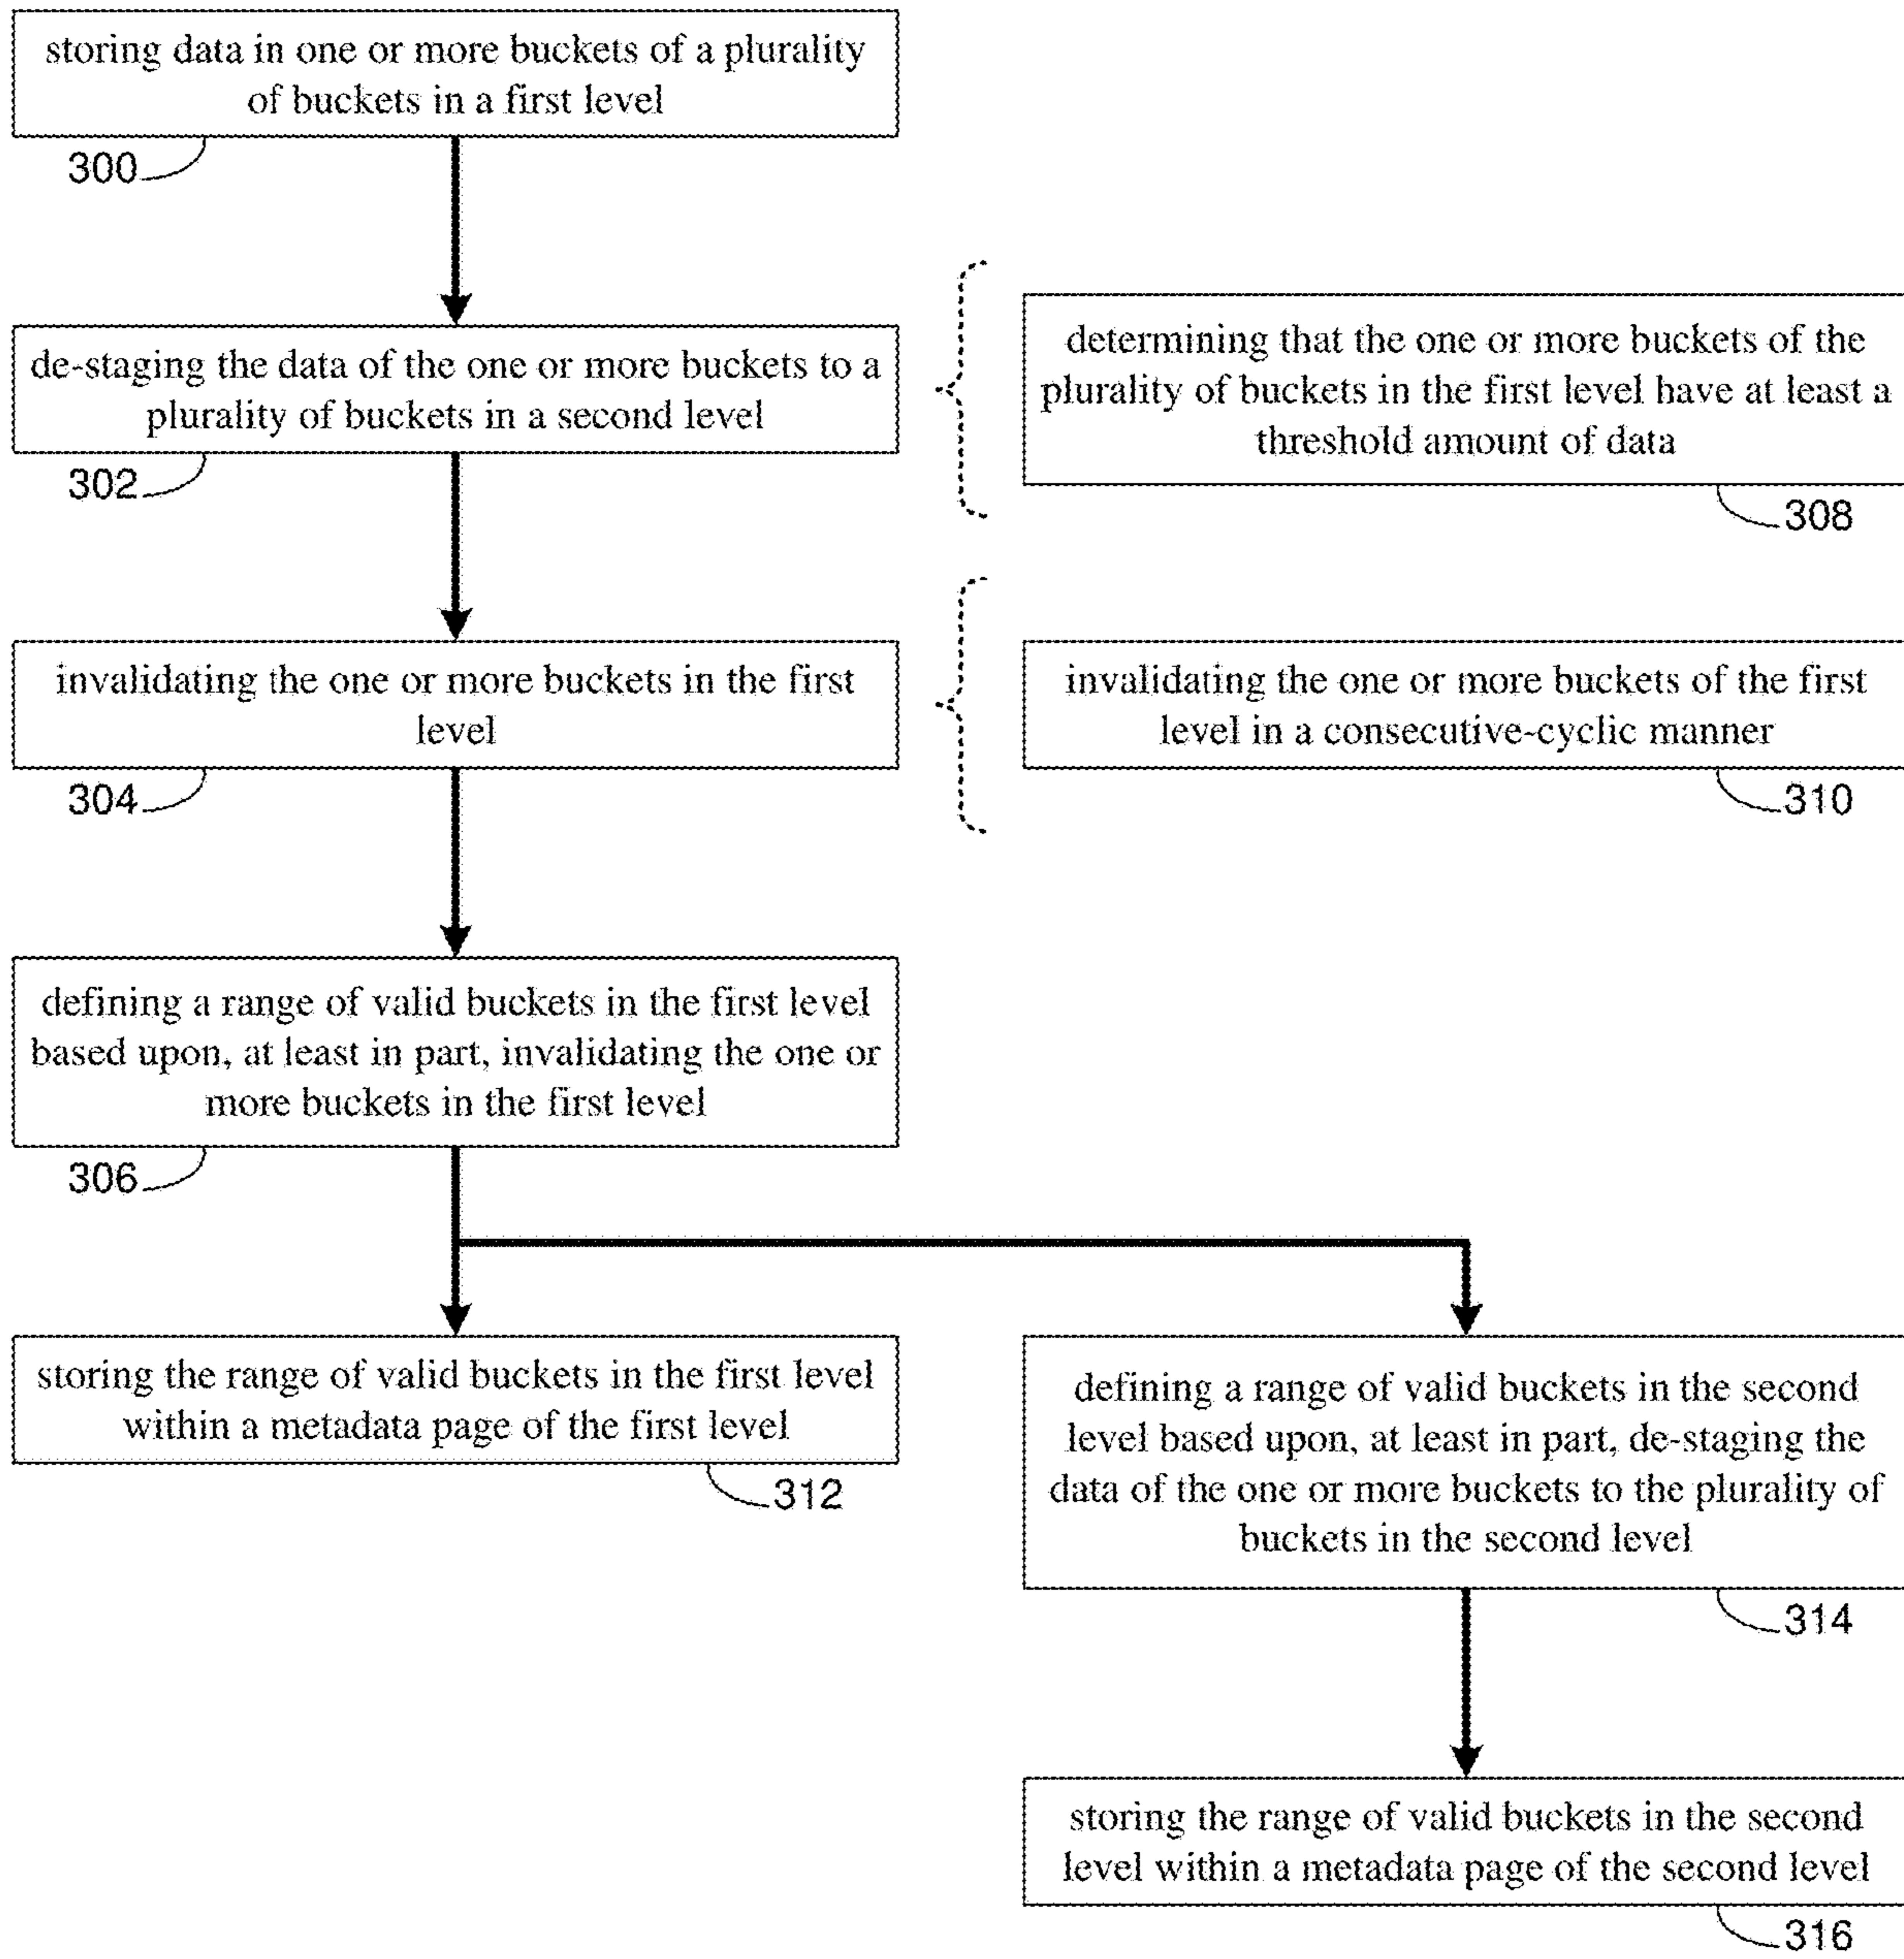 storing data in one or more buckets of a plurality
of buckets in a first level
300
de-staging the data of the one or more buckets to a
plurality of buckets in a second level
302
determining that the one or more buckets of the
plurality of buckets in the first level have at least a
threshold amount of data
308
invalidating the one or more buckets in the first
level
304
invalidating the one or more buckets of the first
level in a consecutive-cyclic manner
310
defining a range of valid buckets in the first level
based upon, at least in part, invalidating the one or
more buckets in the first level
306
storing the range of valid buckets in the first level
within a metadata page of the first level
312
defining a range of valid buckets in the second
level based upon, at least in part, de-staging the
data of the one or more buckets to the plurality of
buckets in the second level
314
storing the range of valid buckets in the second
level within a metadata page of the second level
316